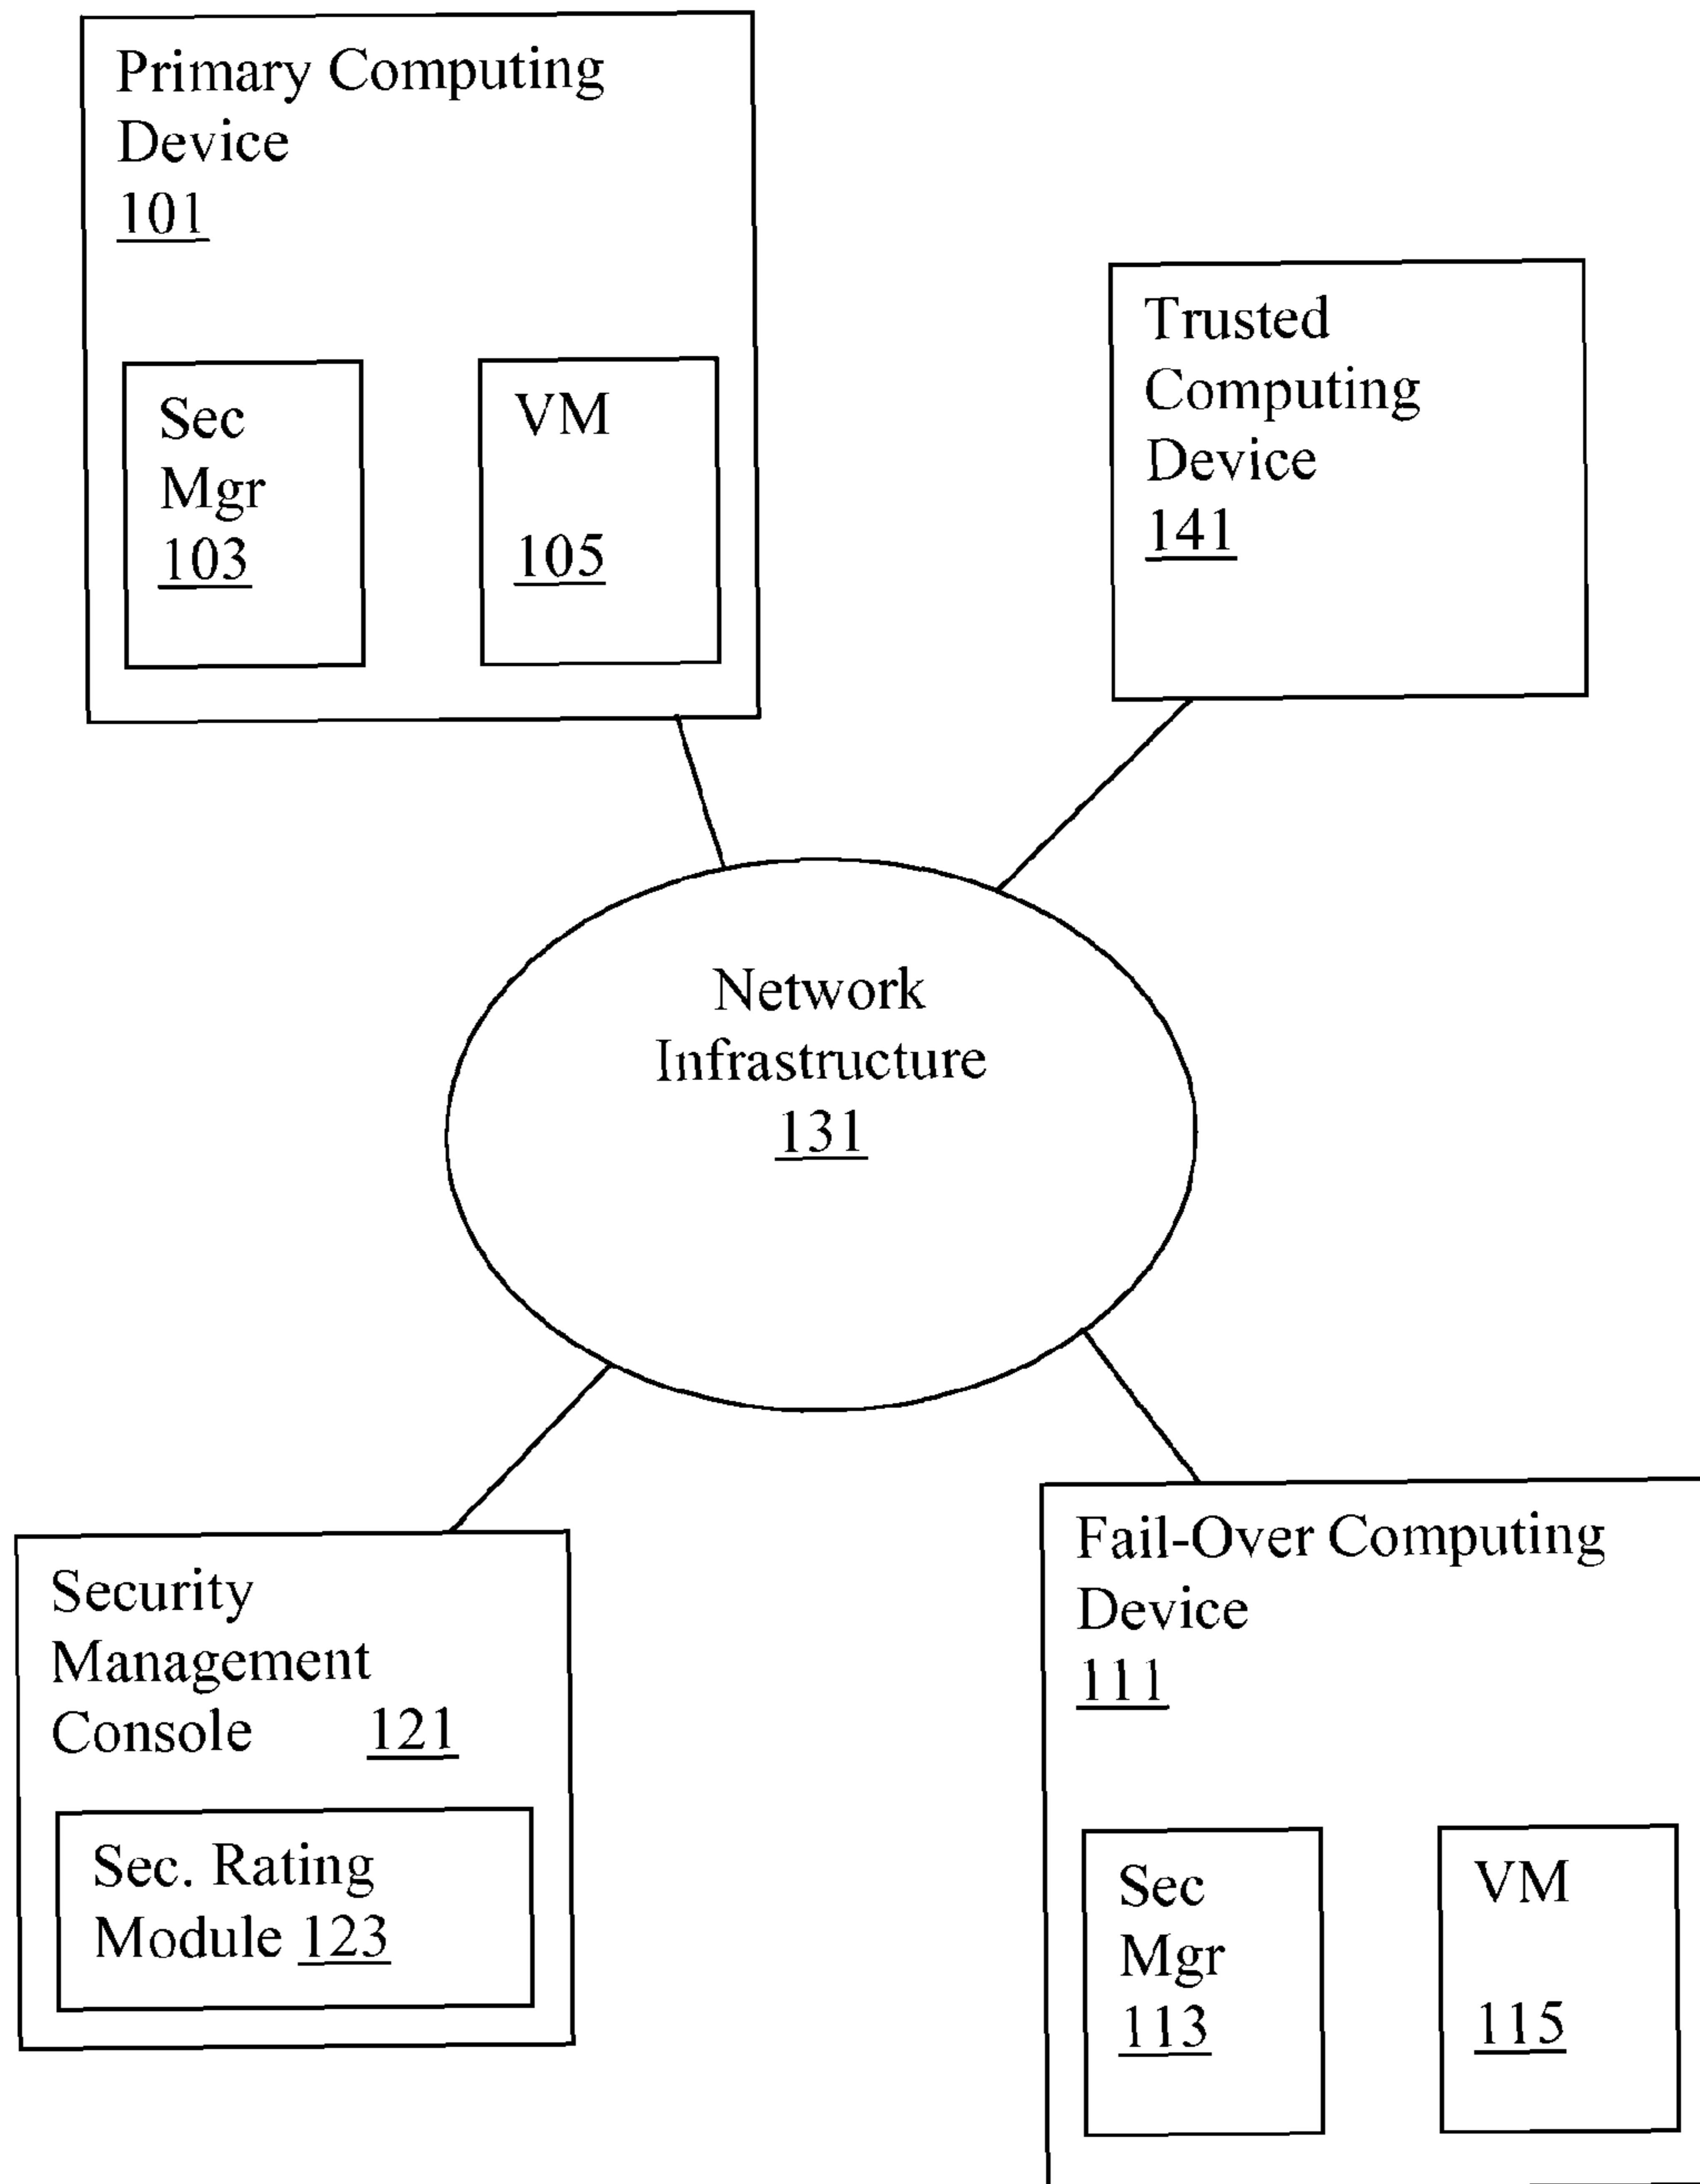 Primary Computing
Device
101
Sec
Mgr
103
VM
105
Trusted
Computing
Device
141
Network
Infrastructure
131
Security
Management
Console 121
Sec. Rating
Module 123
Fail-Over Computing
Device
111
Sec
Mgr
113
VM
115